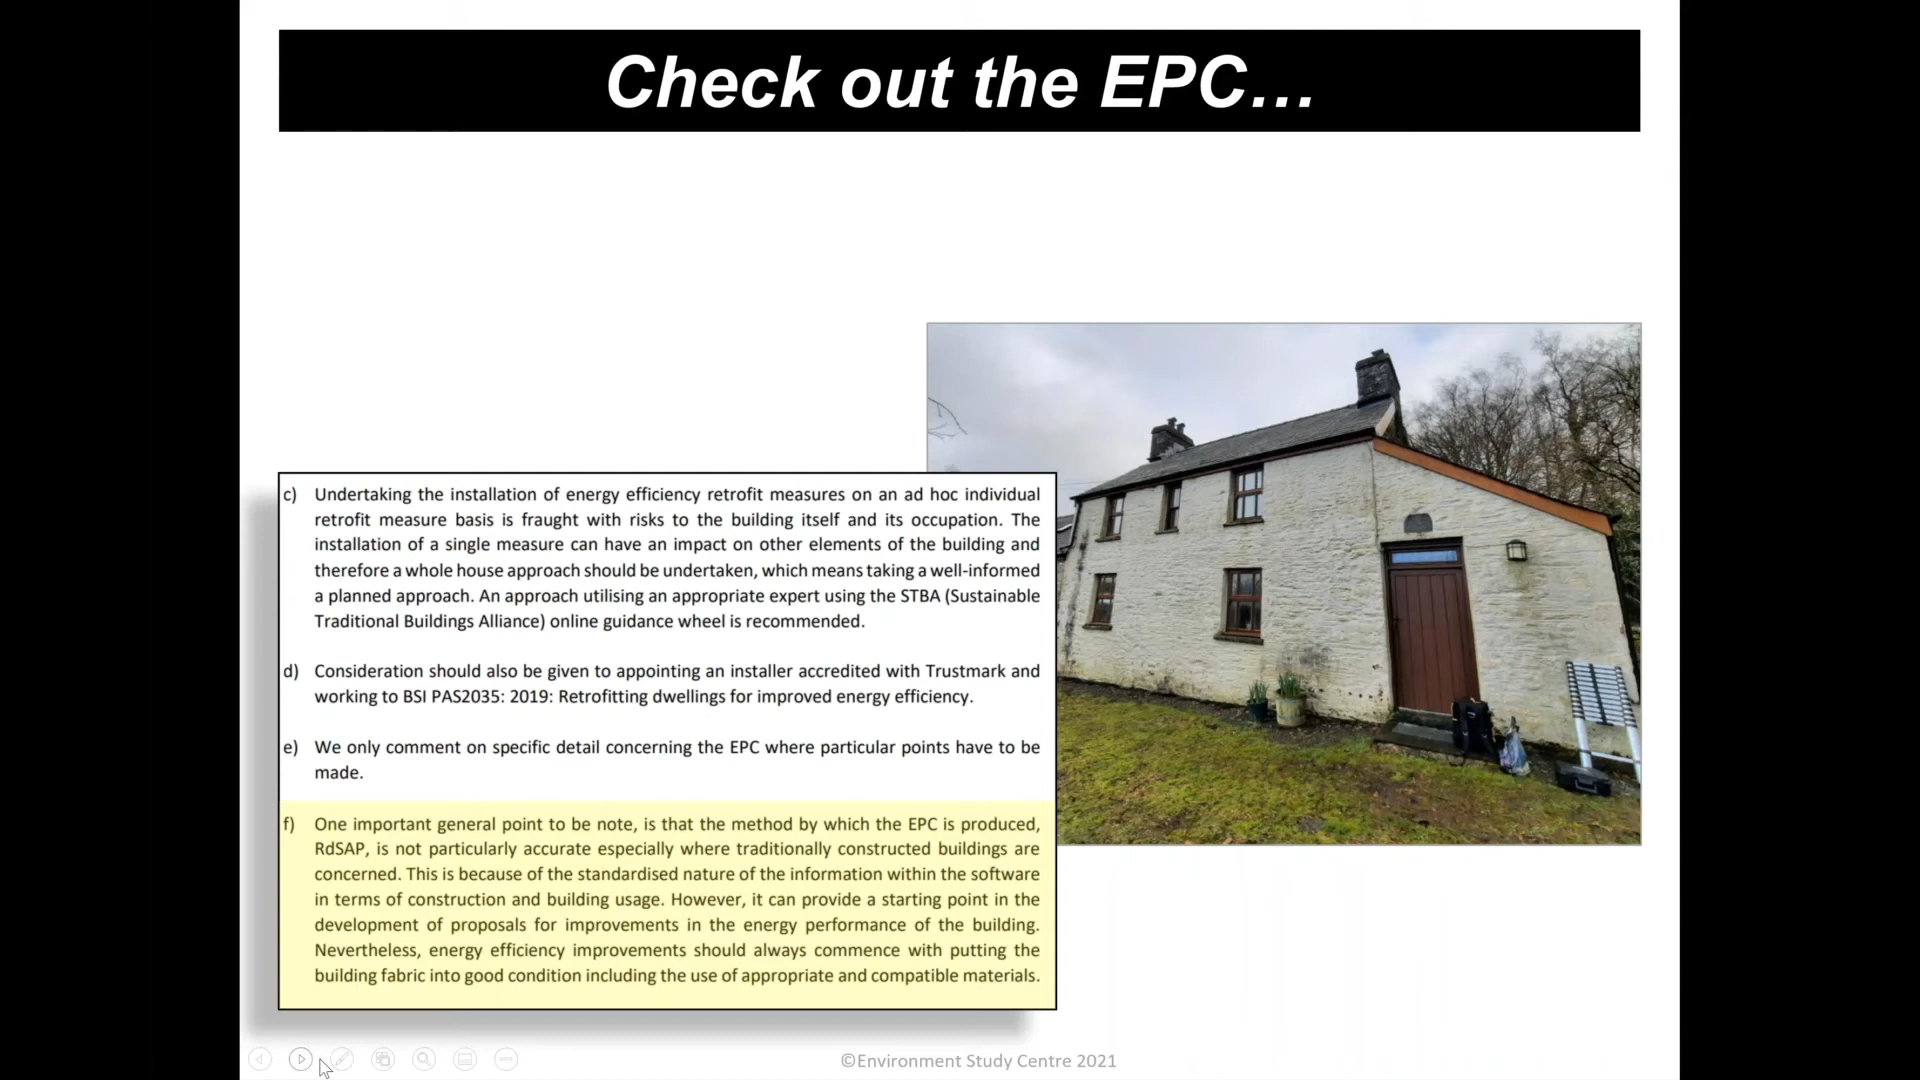 Check out the EPC...
c) Undertaking the installation of energy efficiency retrofit measures on an ad hoc individual
retrofit measure basis is fraught with risks to the building itself and its occupation. The
installation of a single measure can have an impact on other elements of the building and
therefore a whole house approach should be undertaken, which means taking a well-informed
a planned approach. An approach utilising an appropriate expert using the STBA (Sustainable
Traditional Buildings Alliance) online guidance wheel is recommended.
d) Consideration should also be given to appointing an installer accredited with Trustmark and
working to BSI PAS2035: 2019: Retrofitting dwellings for improved energy efficiency.
e) We only comment on specific detail concerning the EPC where particular points have to be
made.
f) One important general point to be note, is that the method by which the EPC is produced,
RdSAP, is not particularly accurate especially where traditionally constructed buildings are
concerned. This is because of the standardised nature of the information within the software
in terms of construction and building usage. However, it can provide a starting point in the
development of proposals for improvements in the energy performance of the building.
Nevertheless, energy efficiency improvements should always commence with putting the
building fabric into good condition including the use of appropriate and compatible materials.
©Environment Study Centre 2021